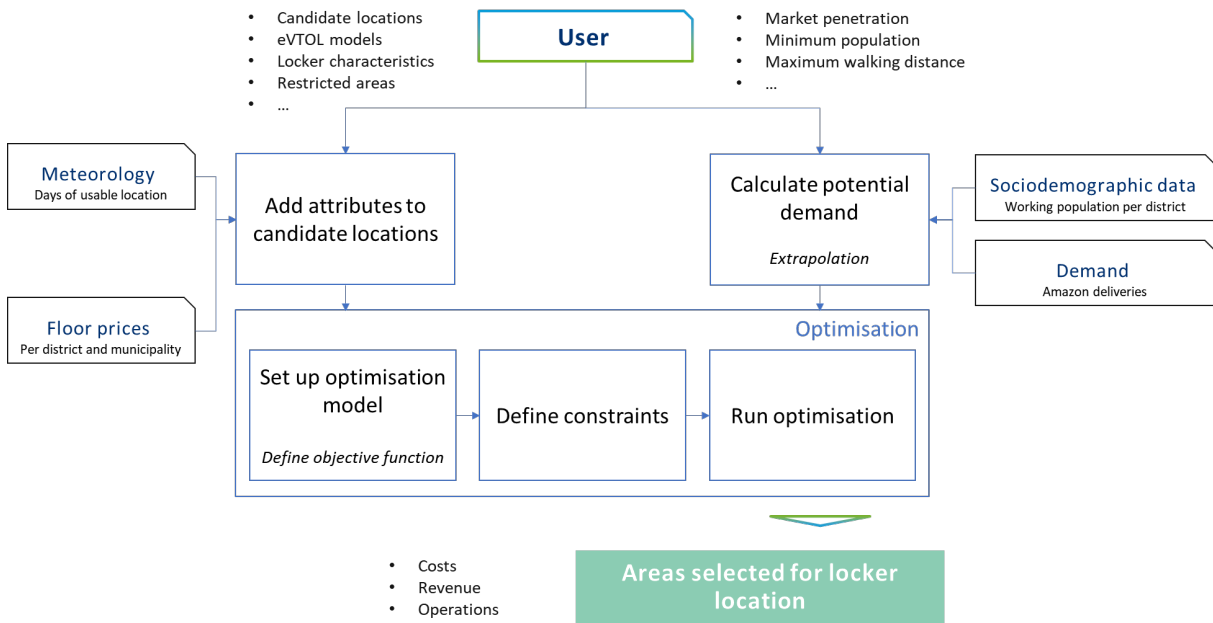 • Candidate locations
• eVTOL models
• Locker characteristics
• Restricted areas
• ...
User
• Market penetration
• Minimum population
• Maximum walking distance
• ...
Meteorology
Days of usable location
Floor prices
Per district and municipality
Add attributes to
candidate locations
Calculate potential
demand
Extrapolation
Sociodemographic data
Working population per district
Demand
Amazon deliveries
Optimisation
Set up optimisation
model
Define objective function
Define constraints
Run optimisation
• Costs
• Revenue
• Operations
Areas selected for locker
location